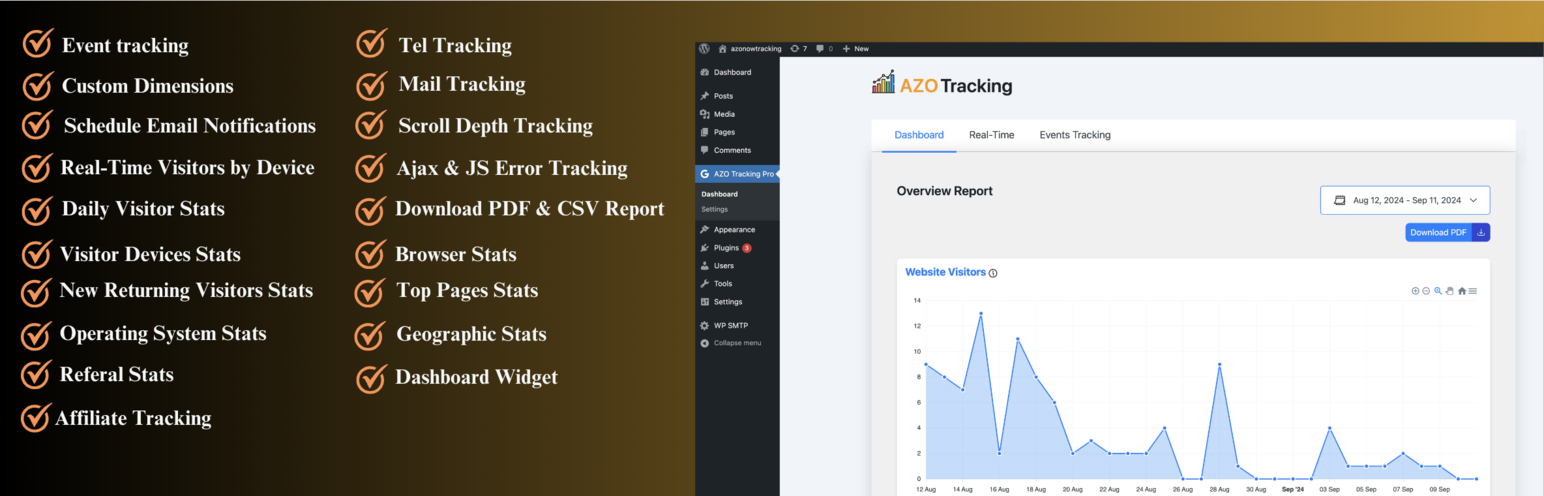 Event tracking
Custom Dimensions
Schedule Email Notifications
Real-Time Visitors by Device
Daily Visitor Stats
Visitor Devices Stats
New Returning Visitors Stats
Operating System Stats
Referal Stats
Affiliate Tracking
Tel Tracking
Mail Tracking
Scroll Depth Tracking
Ajax & JS Error Tracking
Download PDF & CSV Report
Browser Stats
Top Pages Stats
Geographic Stats
Dashboard Widget
azonowtracking 7 0 + New
Dashboard
Posts
Media
Pages
Comments
AZO Tracking Pro
Dashboard
Settings
Appearance
Plugins 3
Users
Tools
Settings
WP SMTP
Collapse menu
AZO Tracking
Dashboard Real-Time Events Tracking
Overview Report
Aug 12, 2024 - Sep 11, 2024
Download PDF
Website Visitors
14
12
10
8
6
4
2
0
12 Aug 14 Aug 16 Aug 18 Aug 20 Aug 22 Aug 24 Aug 26 Aug 28 Aug 30 Aug Sep '24 03 Sep 05 Sep 07 Sep 09 Sep